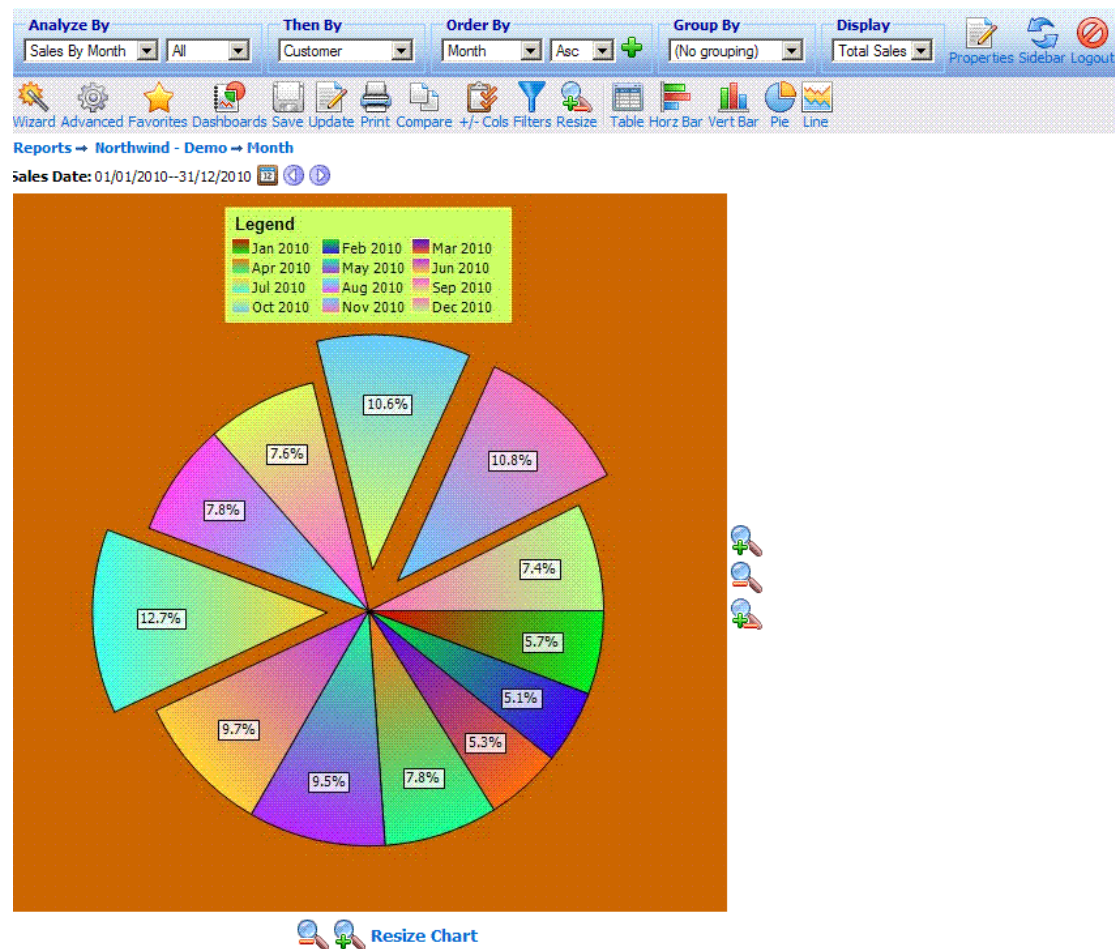 Analyze By Then By Order By Group By Display
Sales By Month All Customer Month Asc (No grouping) Total Sales
Properties Sidebar Logout
Wizard Advanced Favorites Dashboards Save Update Print Compare +/- Cols Filters Resize Table Horz Bar Vert Bar Pie Line
Reports → Northwind - Demo → Month
Sales Date: 01/01/2010--31/12/2010 12
Legend
Jan 2010 Feb 2010 Mar 2010
Apr 2010 May 2010 Jun 2010
Jul 2010 Aug 2010 Sep 2010
Oct 2010 Nov 2010 Dec 2010
10.6%
7.6%
10.8%
7.8%
7.4%
12.7%
5.7%
5.1%
9.7%
5.3%
9.5%
7.8%
Resize Chart